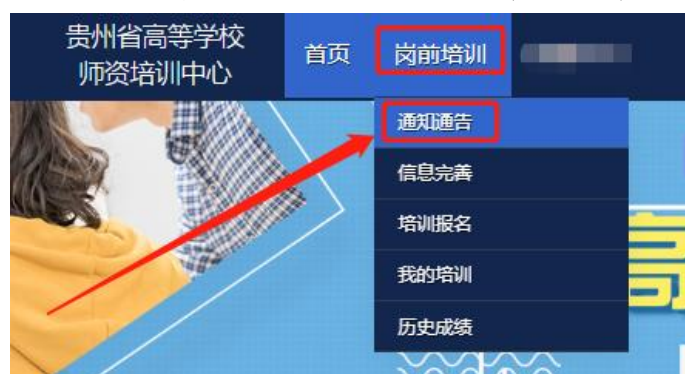 贵州省高等学校
师资培训中心
首页
岗前培训
通知通告
信息完善
培训报名
我的培训
历史成绩